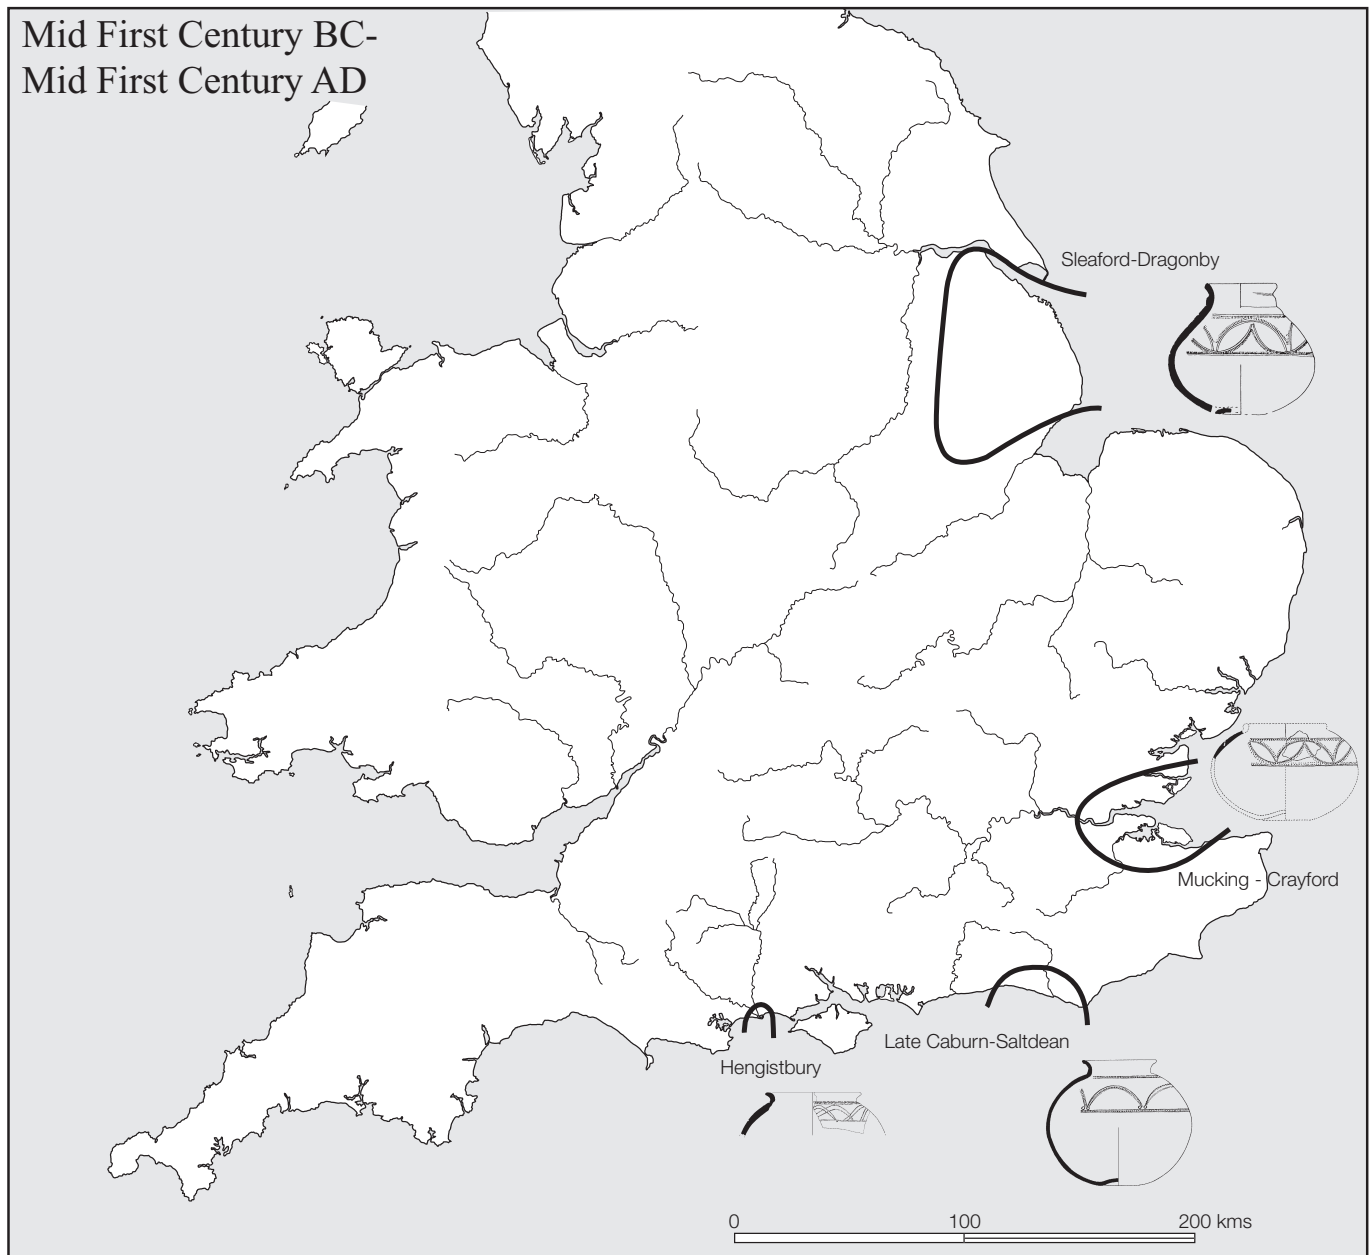 Mid First Century BC-
Mid First Century AD
Sleaford-Dragonby
Mucking - Crayford
Late Caburn-Saltdean
Hengistbury
0 100 200 kms